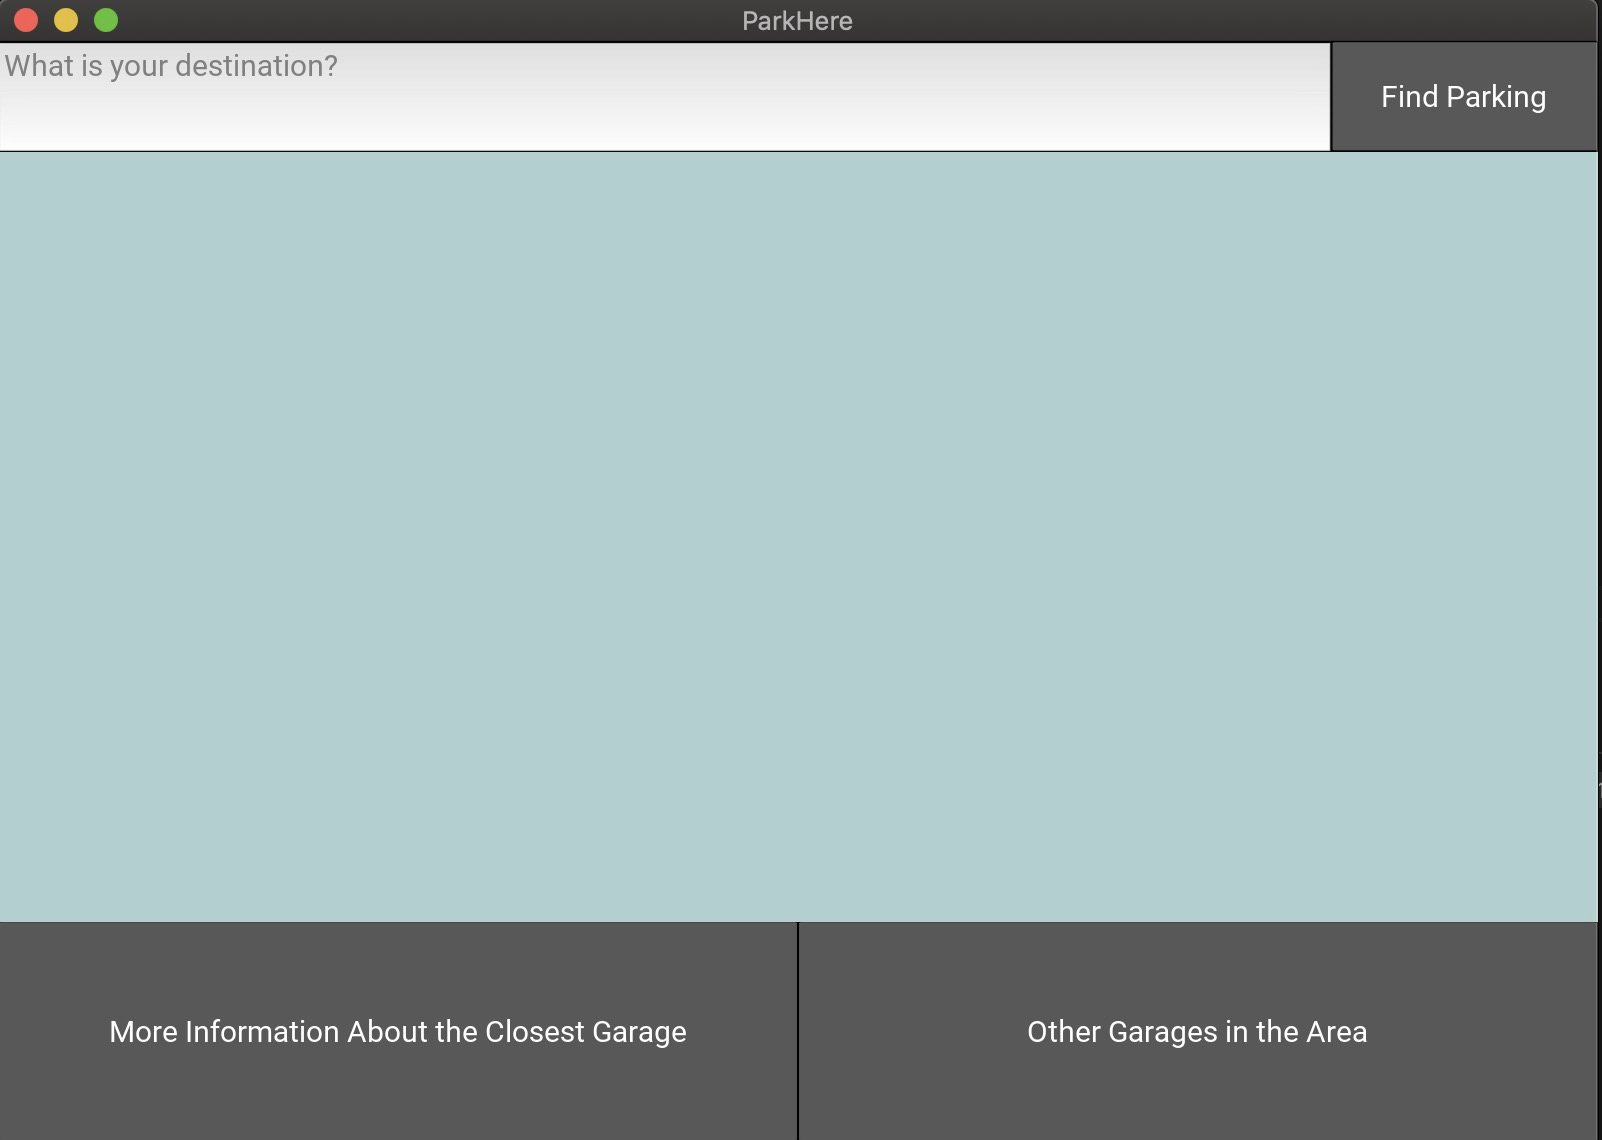 ParkHere
What is your destination?
Find Parking
More Information About the Closest Garage
Other Garages in the Area